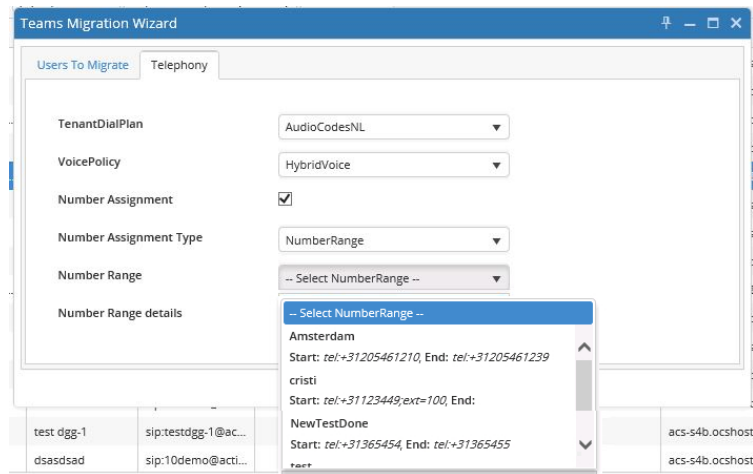 Teams Migration Wizard
Users To Migrate Telephony
TenantDialPlan AudioCodesNL
VoicePolicy HybridVoice
Number Assignment
Number Assignment Type NumberRange
Number Range -- Select NumberRange --
Number Range details
-- Select NumberRange --
Amsterdam
Start: tel:+31205461210, End: tel:+31205461239
cristi
Start: tel:+31123449;ext=100, End:
NewTestDone
Start: tel:+31365454, End: tel:+31365455
test
test dgg-1 sip:testdgg-1@ac... acs-s4b.ocshost
dsasdsad sip:10demo@acti... acs-s4b.ocshost